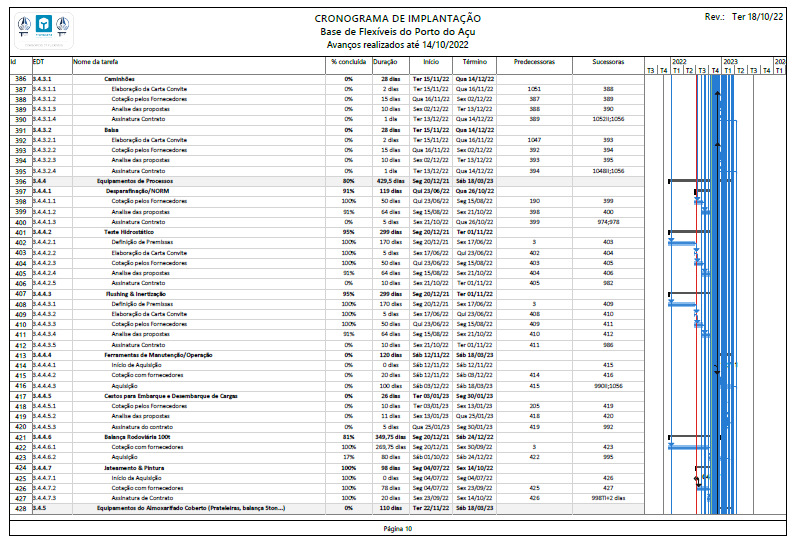 CRONOGRAMA DE IMPLANTAÇÃO
Base de Flexíveis do Porto do Açu
Avanços realizados até 14/10/2022
Rev.: Ter 18/10/22
Id EDT Nome da tarefa % concluída Duração Início Término Predecessoras Sucessoras 2022 2023 202
T3 T4 T1 T2 T3 T4 T1 T2 T3 T4 T1
386 3.4.3.1 Caminhões 0% 28 dias Ter 15/11/22 Qua 14/12/22
387 3.4.3.1.1 Elaboração da Carta Convite 0% 2 dias Ter 15/11/22 Qua 16/11/22 1051 388
388 3.4.3.1.2 Cotação pelos Fornecedores 0% 15 dias Qua 16/11/22 Sex 02/12/22 387 389
389 3.4.3.1.3 Analise das propostas 0% 10 dias Sex 02/12/22 Ter 13/12/22 388 390
390 3.4.3.1.4 Assinatura Contrato 0% 1 dia Ter 13/12/22 Qua 14/12/22 389 1052II;1056
391 3.4.3.2 Balsa 0% 28 dias Ter 15/11/22 Qua 14/12/22
392 3.4.3.2.1 Elaboração da Carta Convite 0% 2 dias Ter 15/11/22 Qua 16/11/22 1047 393
393 3.4.3.2.2 Cotação pelos Fornecedores 0% 15 dias Qua 16/11/22 Sex 02/12/22 392 394
394 3.4.3.2.3 Analise das propostas 0% 10 dias Sex 02/12/22 Ter 13/12/22 393 395
395 3.4.3.2.4 Assinatura Contrato 0% 1 dia Ter 13/12/22 Qua 14/12/22 394 1048II;1056
396 3.4.4 Equipamentos de Processos 80% 429,5 dias Seg 20/12/21 Sáb 18/03/23
397 3.4.4.1 Desparafinação/NORM 91% 119 dias Qui 23/06/22 Qua 26/10/22
398 3.4.4.1.1 Cotação pelos Fornecedores 100% 50 dias Qui 23/06/22 Seg 15/08/22 190 399
399 3.4.4.1.2 Analise das propostas 91% 64 dias Seg 15/08/22 Sex 21/10/22 398 400
400 3.4.4.1.3 Assinatura Contrato 0% 5 dias Sex 21/10/22 Qua 26/10/22 399 974;978
401 3.4.4.2 Teste Hidrostático 95% 299 dias Seg 20/12/21 Ter 01/11/22
402 3.4.4.2.1 Definição de Premissas 100% 170 dias Seg 20/12/21 Sex 17/06/22 3 403
403 3.4.4.2.2 Elaboração da Carta Convite 100% 5 dias Sex 17/06/22 Qui 23/06/22 402 404
404 3.4.4.2.3 Cotação pelos Fornecedores 100% 50 dias Qui 23/06/22 Seg 15/08/22 403 405
405 3.4.4.2.4 Analise das propostas 91% 64 dias Seg 15/08/22 Sex 21/10/22 404 406
406 3.4.4.2.5 Assinatura Contrato 0% 10 dias Sex 21/10/22 Ter 01/11/22 405 982
407 3.4.4.3 Flushing & Inertização 95% 299 dias Seg 20/12/21 Ter 01/11/22
408 3.4.4.3.1 Definição de Premissas 100% 170 dias Seg 20/12/21 Sex 17/06/22 3 409
409 3.4.4.3.2 Elaboração da Carta Convite 100% 5 dias Sex 17/06/22 Qui 23/06/22 408 410
410 3.4.4.3.3 Cotação pelos Fornecedores 100% 50 dias Qui 23/06/22 Seg 15/08/22 409 411
411 3.4.4.3.4 Analise das propostas 91% 64 dias Seg 15/08/22 Sex 21/10/22 410 412
412 3.4.4.3.5 Assinatura Contrato 0% 10 dias Sex 21/10/22 Ter 01/11/22 411 986
413 3.4.4.4 Ferramentas de Manutenção/Operação 0% 120 dias Sáb 12/11/22 Sáb 18/03/23
414 3.4.4.4.1 Início de Aquisição 0% 0 dias Sáb 12/11/22 Sáb 12/11/22 415
415 3.4.4.4.2 Cotação com fornecedores 0% 20 dias Sáb 12/11/22 Sáb 03/12/22 414 416
416 3.4.4.4.3 Aquisição 0% 100 dias Sáb 03/12/22 Sáb 18/03/23 415 990II;1056
417 3.4.4.5 Cestos para Embarque e Desembarque de Cargas 0% 26 dias Ter 03/01/23 Seg 30/01/23
418 3.4.4.5.1 Cotação pelos Fornecedores 0% 10 dias Ter 03/01/23 Sex 13/01/23 205 419
419 3.4.4.5.2 Analise das propostas 0% 11 dias Sex 13/01/23 Qua 25/01/23 418 420
420 3.4.4.5.3 Assinatura do contrato 0% 5 dias Qua 25/01/23 Seg 30/01/23 419 992
421 3.4.4.6 Balança Rodoviária 100t 81% 349,75 dias Seg 20/12/21 Sáb 24/12/22
422 3.4.4.6.1 Cotação com fornecedores 100% 269,75 dias Seg 20/12/21 Sex 30/09/22 3 423
423 3.4.4.6.2 Aquisição 17% 80 dias Sáb 01/10/22 Sáb 24/12/22 422 995
424 3.4.4.7 Jateamento & Pintura 100% 98 dias Seg 04/07/22 Sex 14/10/22
425 3.4.4.7.1 Início da Aquisição 100% 0 dias Seg 04/07/22 Seg 04/07/22 426
426 3.4.4.7.2 Cotação com fornecedores 100% 78 dias Seg 04/07/22 Sex 23/09/22 425 427
427 3.4.4.7.3 Assinatura de Contrato 100% 20 dias Sex 23/09/22 Sex 14/10/22 426 998TI+2 dias
428 3.4.5 Equipamentos do Almoxarifado Coberto (Prateleiras, balança Ston...) 0% 110 dias Ter 22/11/22 Sáb 18/03/23
Página 10